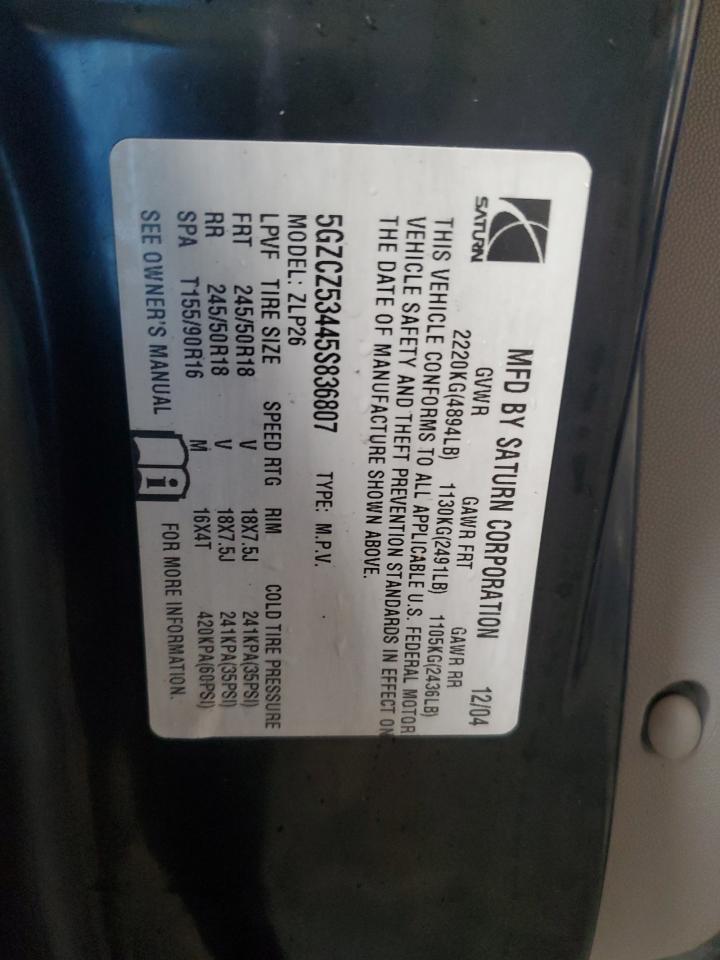 SATURN
MFD BY SATURN CORPORATION 12/04
GVWR GAWR FRT GAWR RR
2220KG(4894LB) 1130KG(2491LB) 1105KG(2436LB)
THIS VEHICLE CONFORMS TO ALL APPLICABLE U.S. FEDERAL MOTOR
VEHICLE SAFETY AND THEFT PREVENTION STANDARDS IN EFFECT ON
THE DATE OF MANUFACTURE SHOWN ABOVE.
5GZCZ53445S836807 TYPE: M.P.V.
MODEL: ZLP26
LPVF TIRE SIZE SPEED RTG RIM COLD TIRE PRESSURE
FRT 245/50R18 V 18X7.5J 241KPA(35PSI)
RR 245/50R18 V 18X7.5J 241KPA(35PSI)
SPA T155/90R16 M 16X4T 420KPA(60PSI)
SEE OWNER'S MANUAL i FOR MORE INFORMATION.